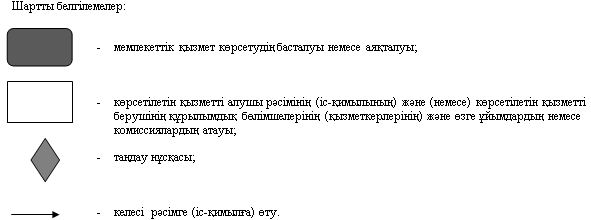 Шартты белгілемелер:
- мемлекеттік қызмет көрсетудің басталуы немесе аяқталуы;
- көрсетілетін қызметті алушы рәсімінің (іс-қимылының) және (немесе) көрсетілетін қызметті
берушінің құрылымдық бөлімшелерінің (қызметкерлерінің) және өзге ұйымдардың немесе
комиссиялардың атауы;
- таңдау нұсқасы;
- келесі рәсімге (іс-қимылға) өту.